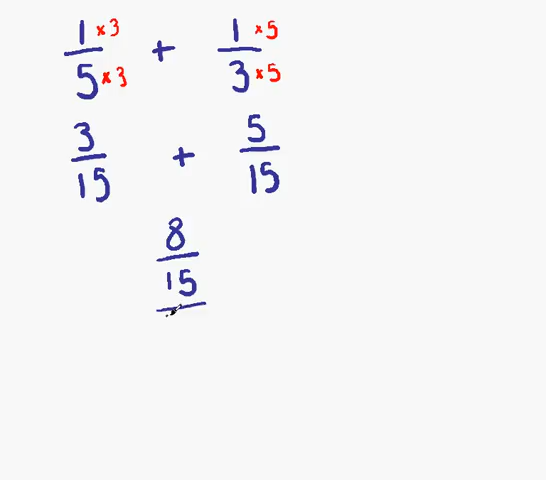 1 ×3 + 1 ×5
5 ×3 3 ×5
3 + 5
15 15
8
15